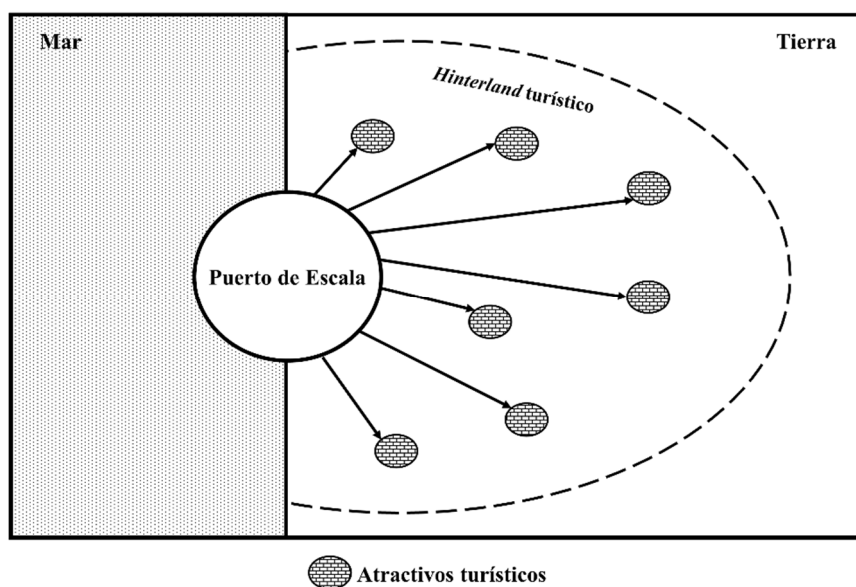 Mar
Tierra
Hinterland turístico
Puerto de Escala
Atractivos turísticos